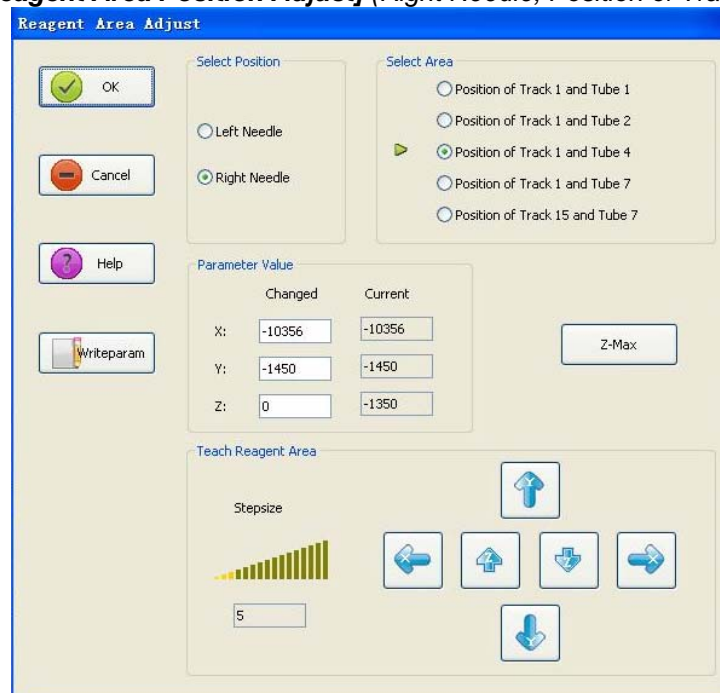 eagent Area Position Adjust] (Right Needle, Position of Tra
Reagent Area Adjust
OK
Cancel
Help
Writeparam
Select Position
Left Needle
Right Needle
Select Area
Position of Track 1 and Tube 1
Position of Track 1 and Tube 2
Position of Track 1 and Tube 4
Position of Track 1 and Tube 7
Position of Track 15 and Tube 7
Parameter Value
Changed Current
X: -10356 -10356
Y: -1450 -1450
Z: 0 -1350
Z-Max
Teach Reagent Area
Stepsize
5
Y
X Z Z X
Y